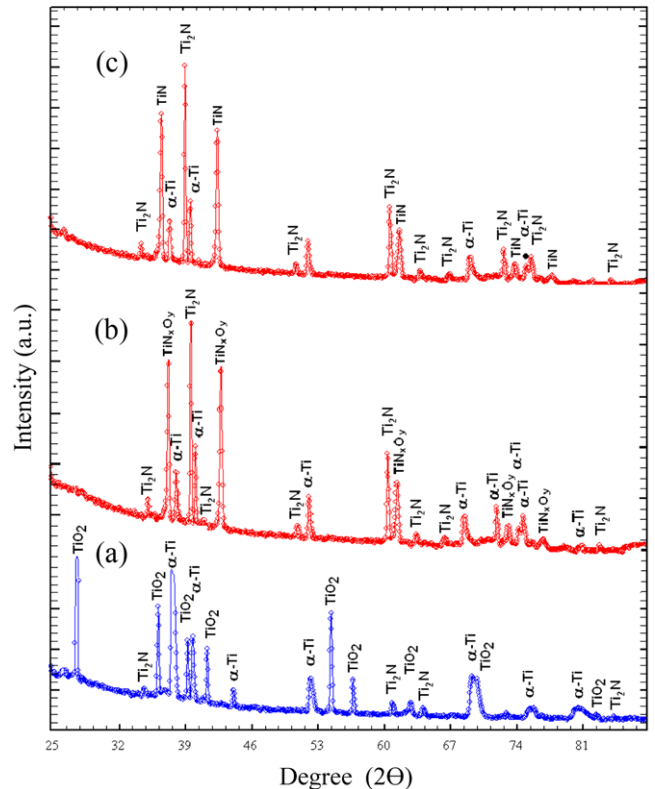 Intensity (a.u.)
(c)
Ti2N
TiN
α-Ti
Ti2N
α-Ti
TiN
Ti2N
Ti2N
TiN
Ti2N
Ti2N
α-Ti
Ti2N
TiN
α-Ti
Ti2N
TiN
Ti2N
(b)
Ti2N
TiNxOy
α-Ti
Ti2N
α-Ti
Ti2N
TiNxOy
Ti2N
α-Ti
Ti2N
TiNxOy
Ti2N
Ti2N
α-Ti
α-Ti
TiNxOy
α-Ti
α-Ti
TiNxOy
α-Ti
Ti2N
(a)
TiO2
Ti2N
TiO2
α-Ti
TiO2
α-Ti
TiO2
α-Ti
α-Ti
TiO2
TiO2
Ti2N
TiO2
Ti2N
α-Ti
TiO2
α-Ti
α-Ti
TiO2
Ti2N
25 32 39 46 53 60 67 74 81
Degree (2Θ)